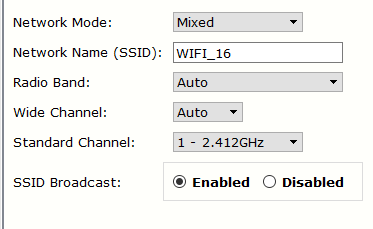 Network Mode: Mixed
Network Name (SSID): WIFI_16
Radio Band: Auto
Wide Channel: Auto
Standard Channel: 1 - 2.412GHz
SSID Broadcast: Enabled Disabled